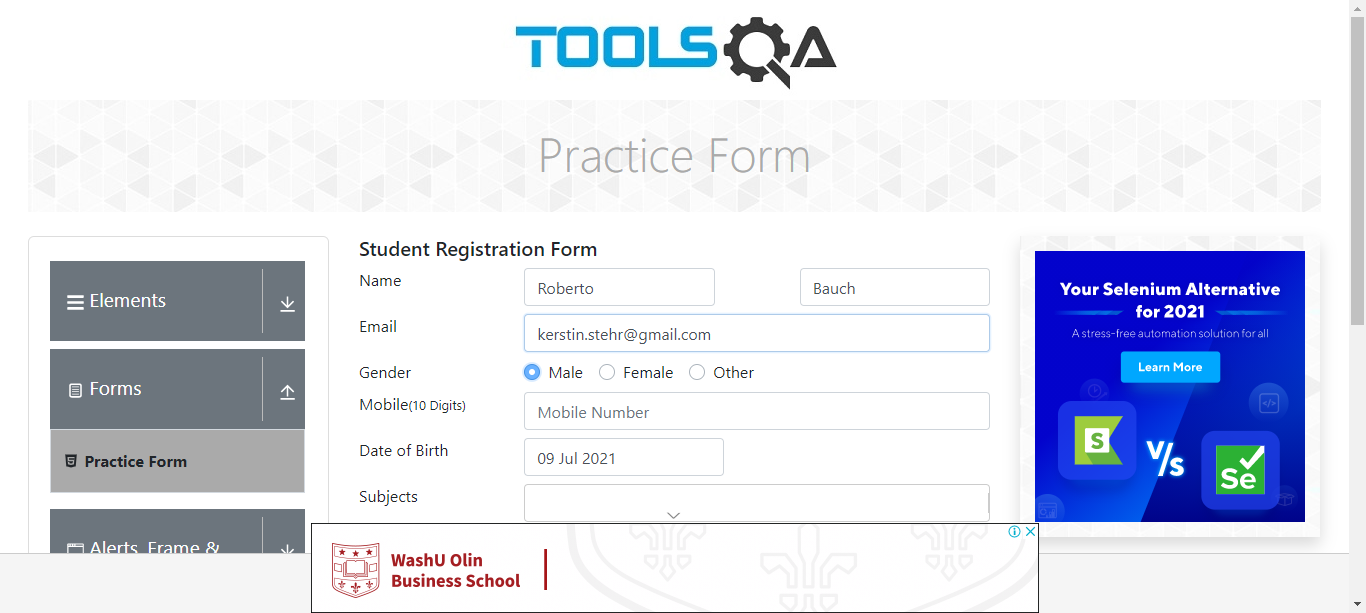 TOOLSQA
Practice Form
Elements
Forms
Practice Form
Alerts, Frame &
Student Registration Form
Name
Roberto
Bauch
Email
kerstin.stehr@gmail.com
Gender
Male
Female
Other
Mobile(10 Digits)
Mobile Number
Date of Birth
09 Jul 2021
Subjects
Your Selenium Alternative
for 2021
A stress-free automation solution for all
Learn More
S
V/s
Se
WashU Olin
Business School